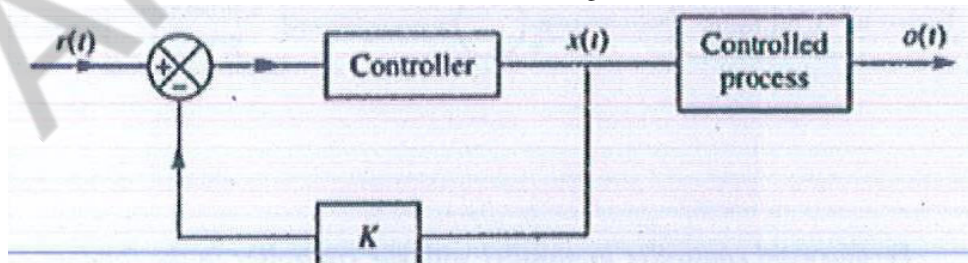 r(t)
+
-
Controller
x(t)
Controlled
process
o(t)
K